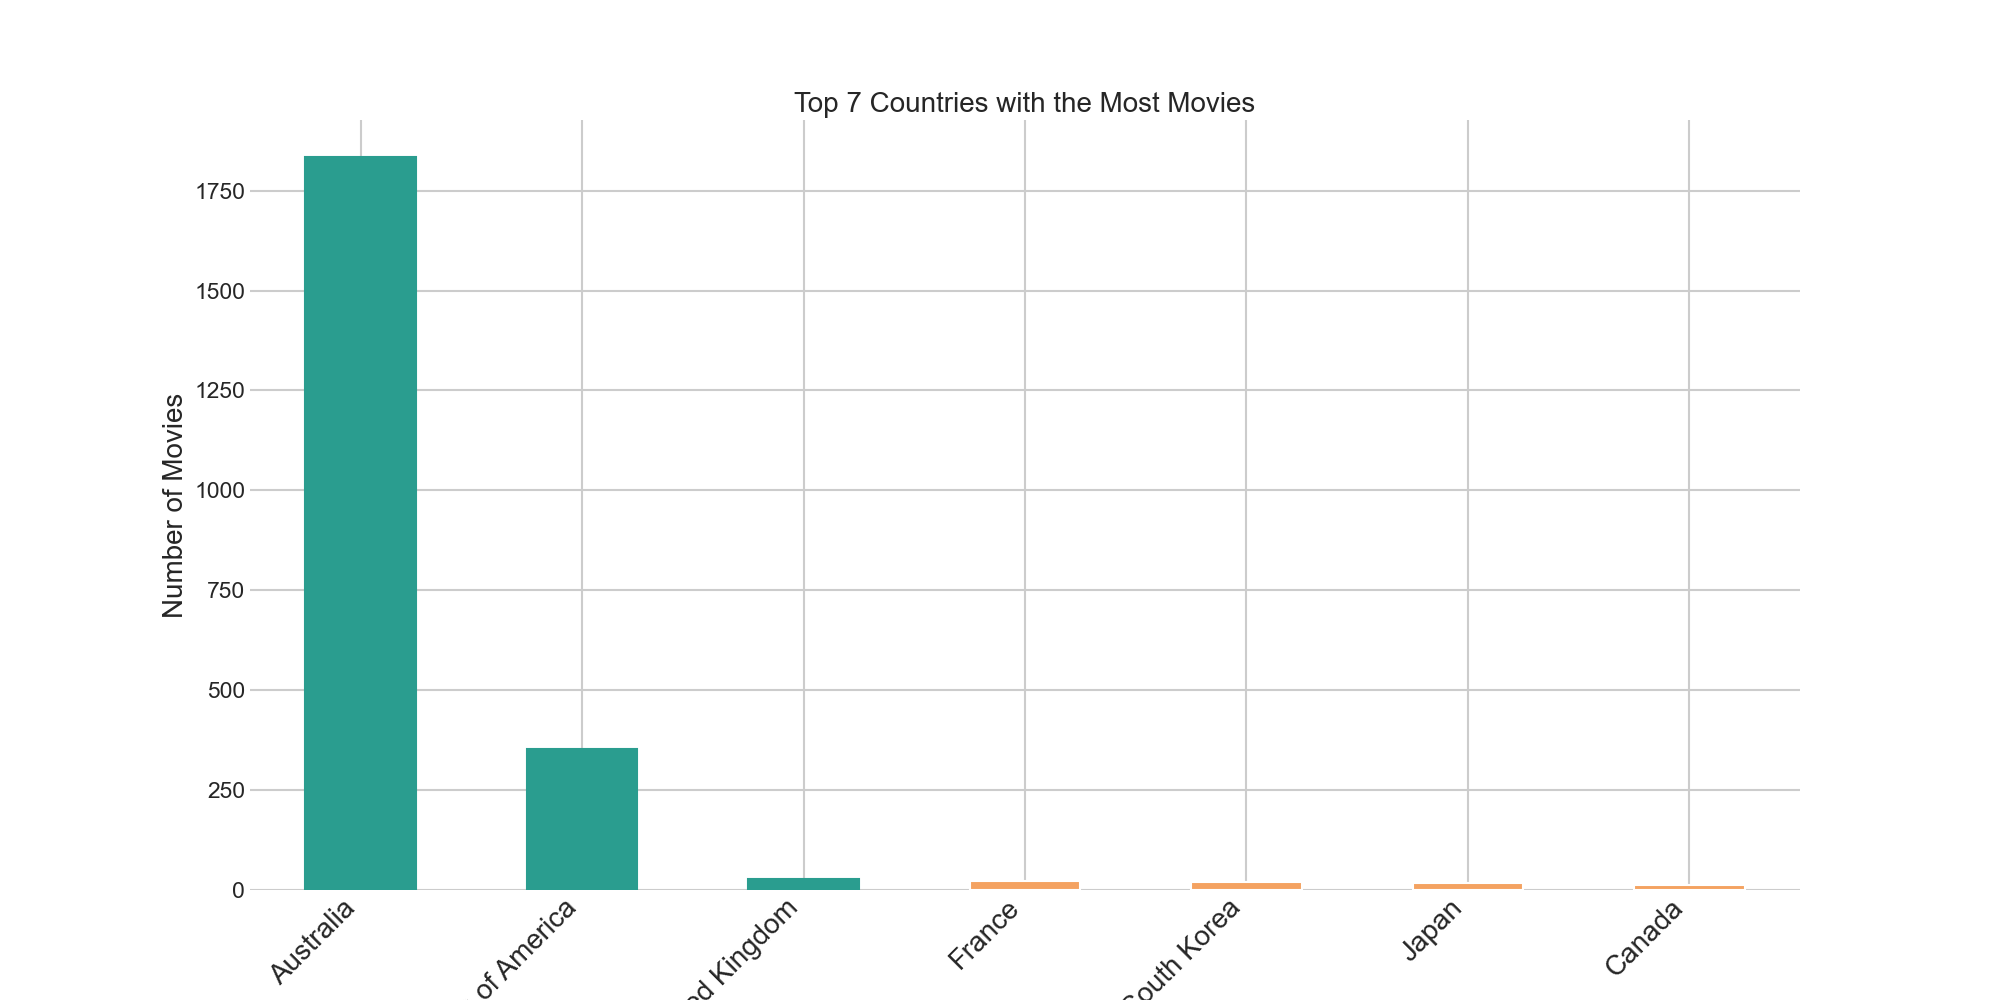 Top 7 Countries with the Most Movies
Number of Movies
1750
1500
1250
1000
750
500
250
0
Australia
of America
Kingdom
France
South Korea
Japan
Canada